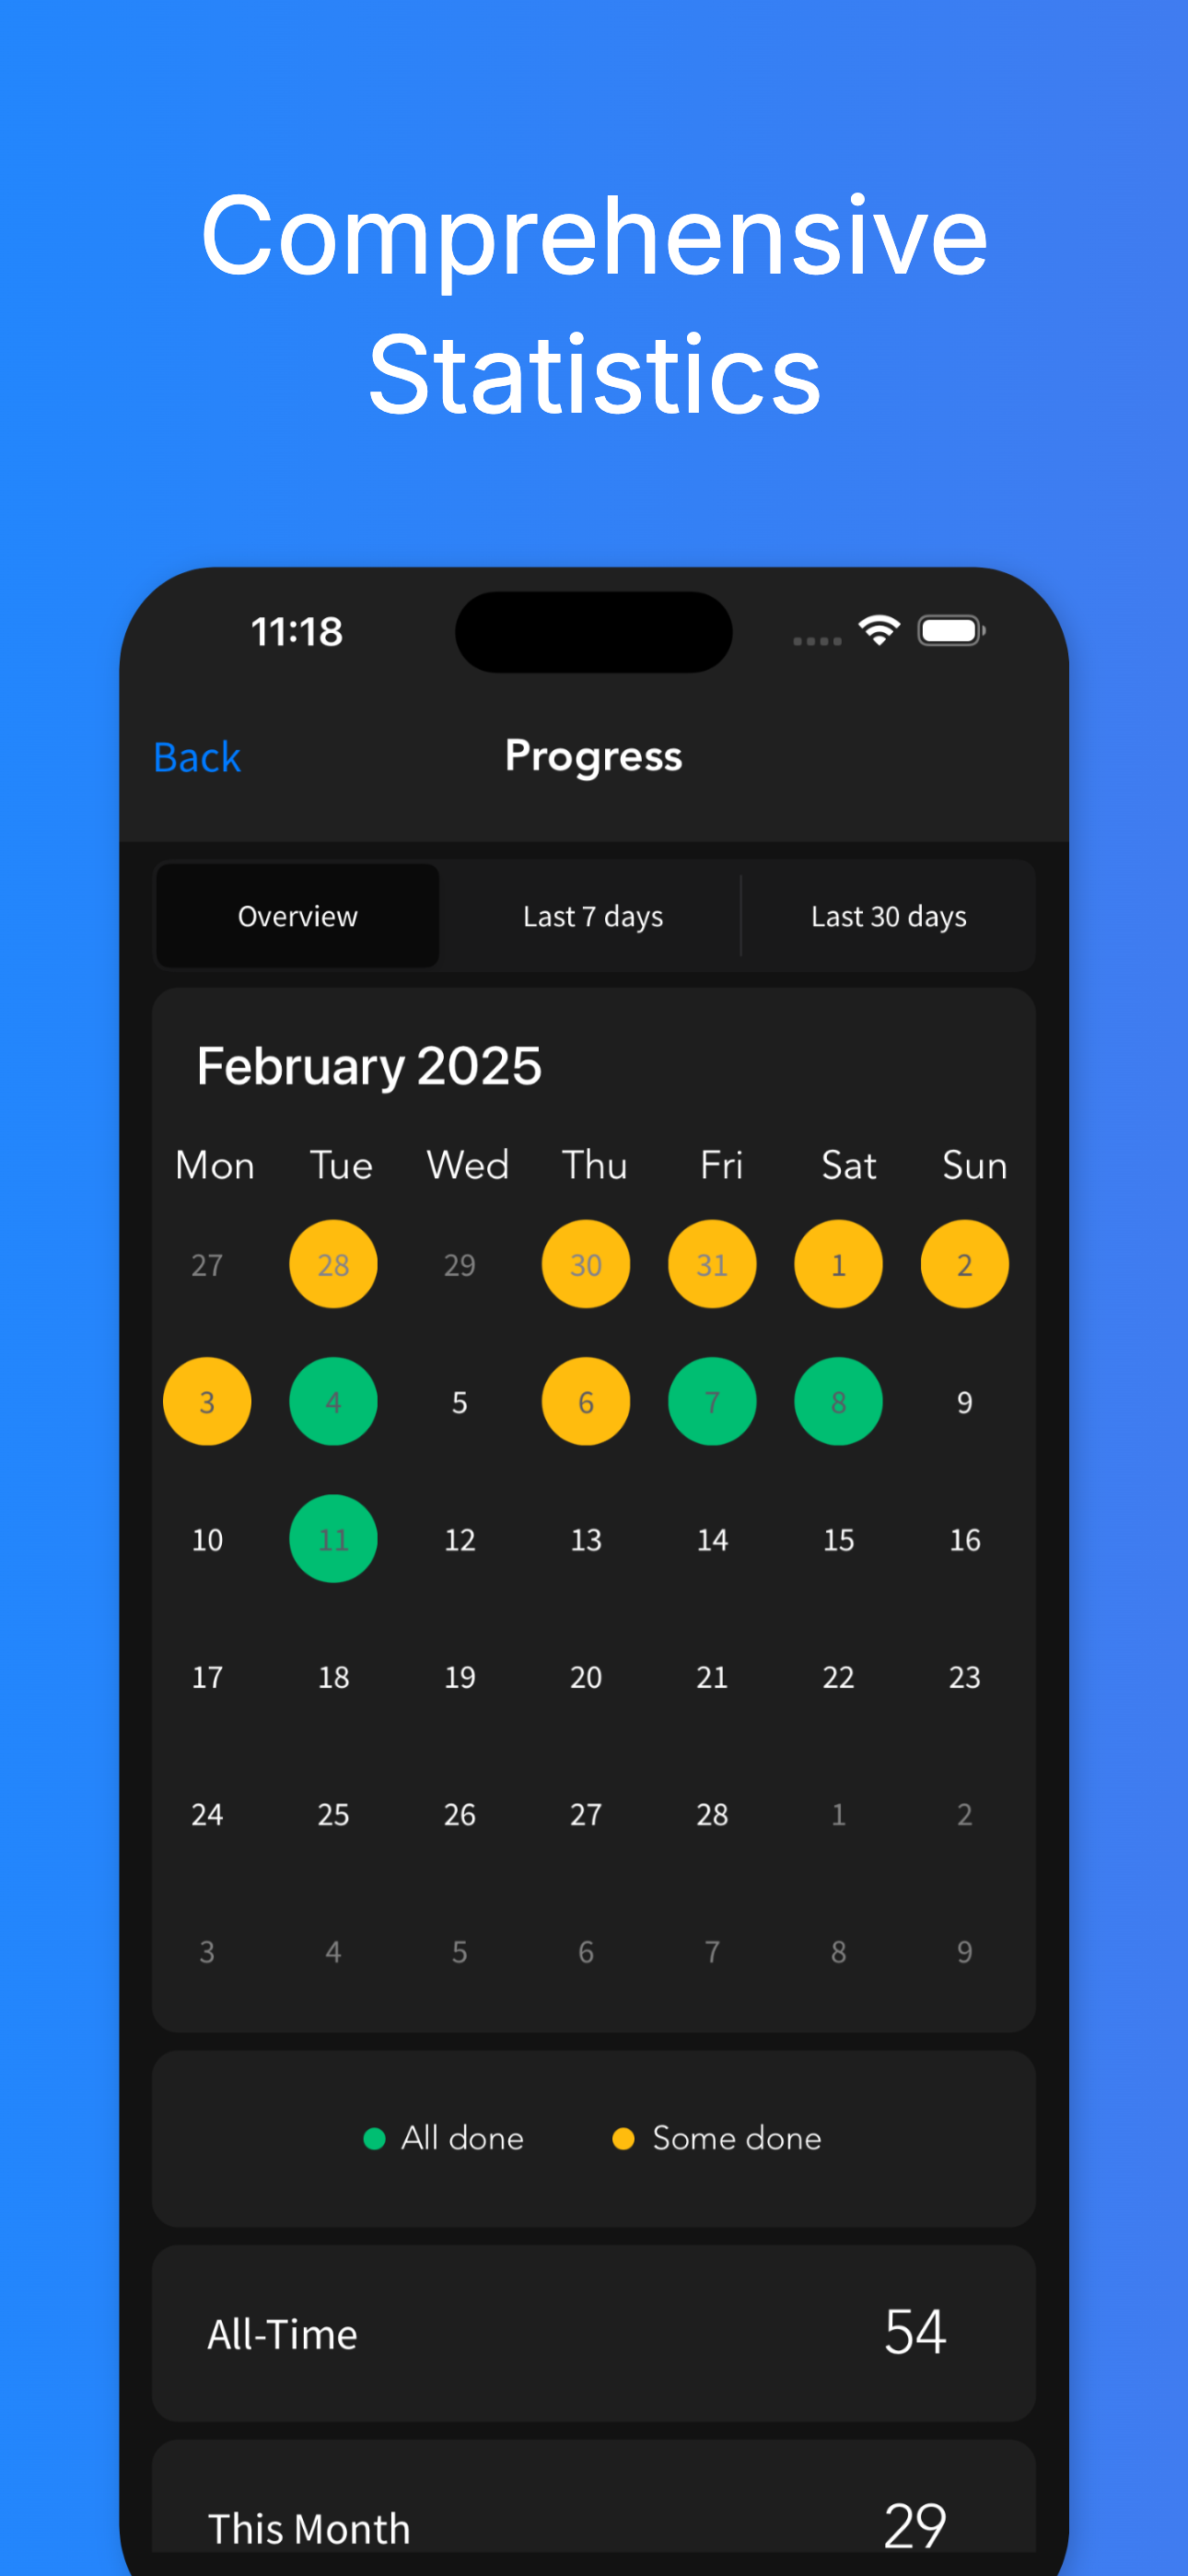 Comprehensive
Statistics
11:18
Back
Progress
Overview
Last 7 days
Last 30 days
February 2025
Mon Tue Wed Thu Fri Sat Sun
27 28 29 30 31 1 2
3 4 5 6 7 8 9
10 11 12 13 14 15 16
17 18 19 20 21 22 23
24 25 26 27 28 1 2
3 4 5 6 7 8 9
All done
Some done
All-Time 54
This Month 29